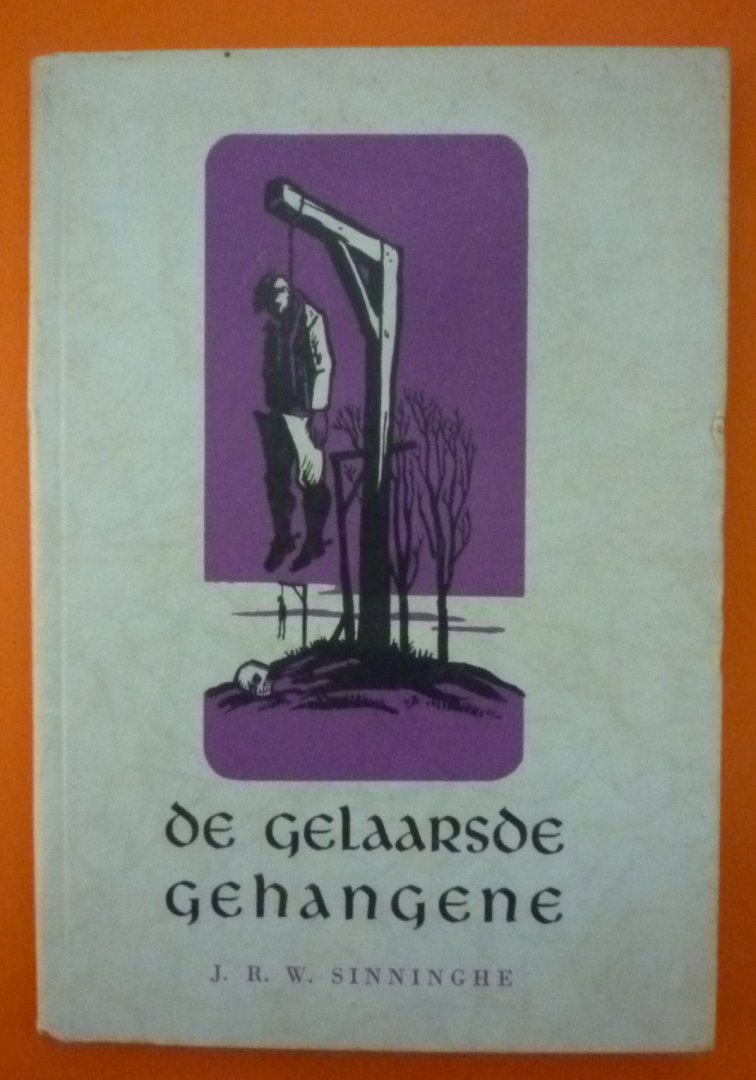 de gelaarsde
gehangene
J. R. W. SINNINGHE